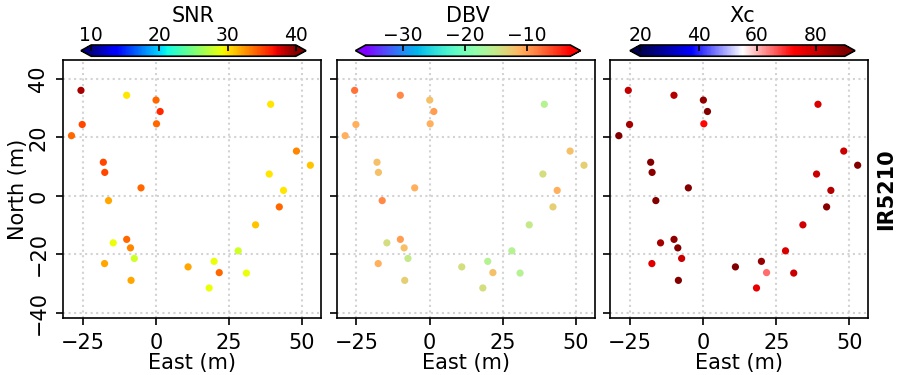 SNR DBV Xc
10 20 30 40 −30 −20 −10 20 40 60 80
40
20
0
−20
−40
North (m)
−25 0 25 50 −25 0 25 50 −25 0 25 50
East (m) East (m) East (m)
IR5210